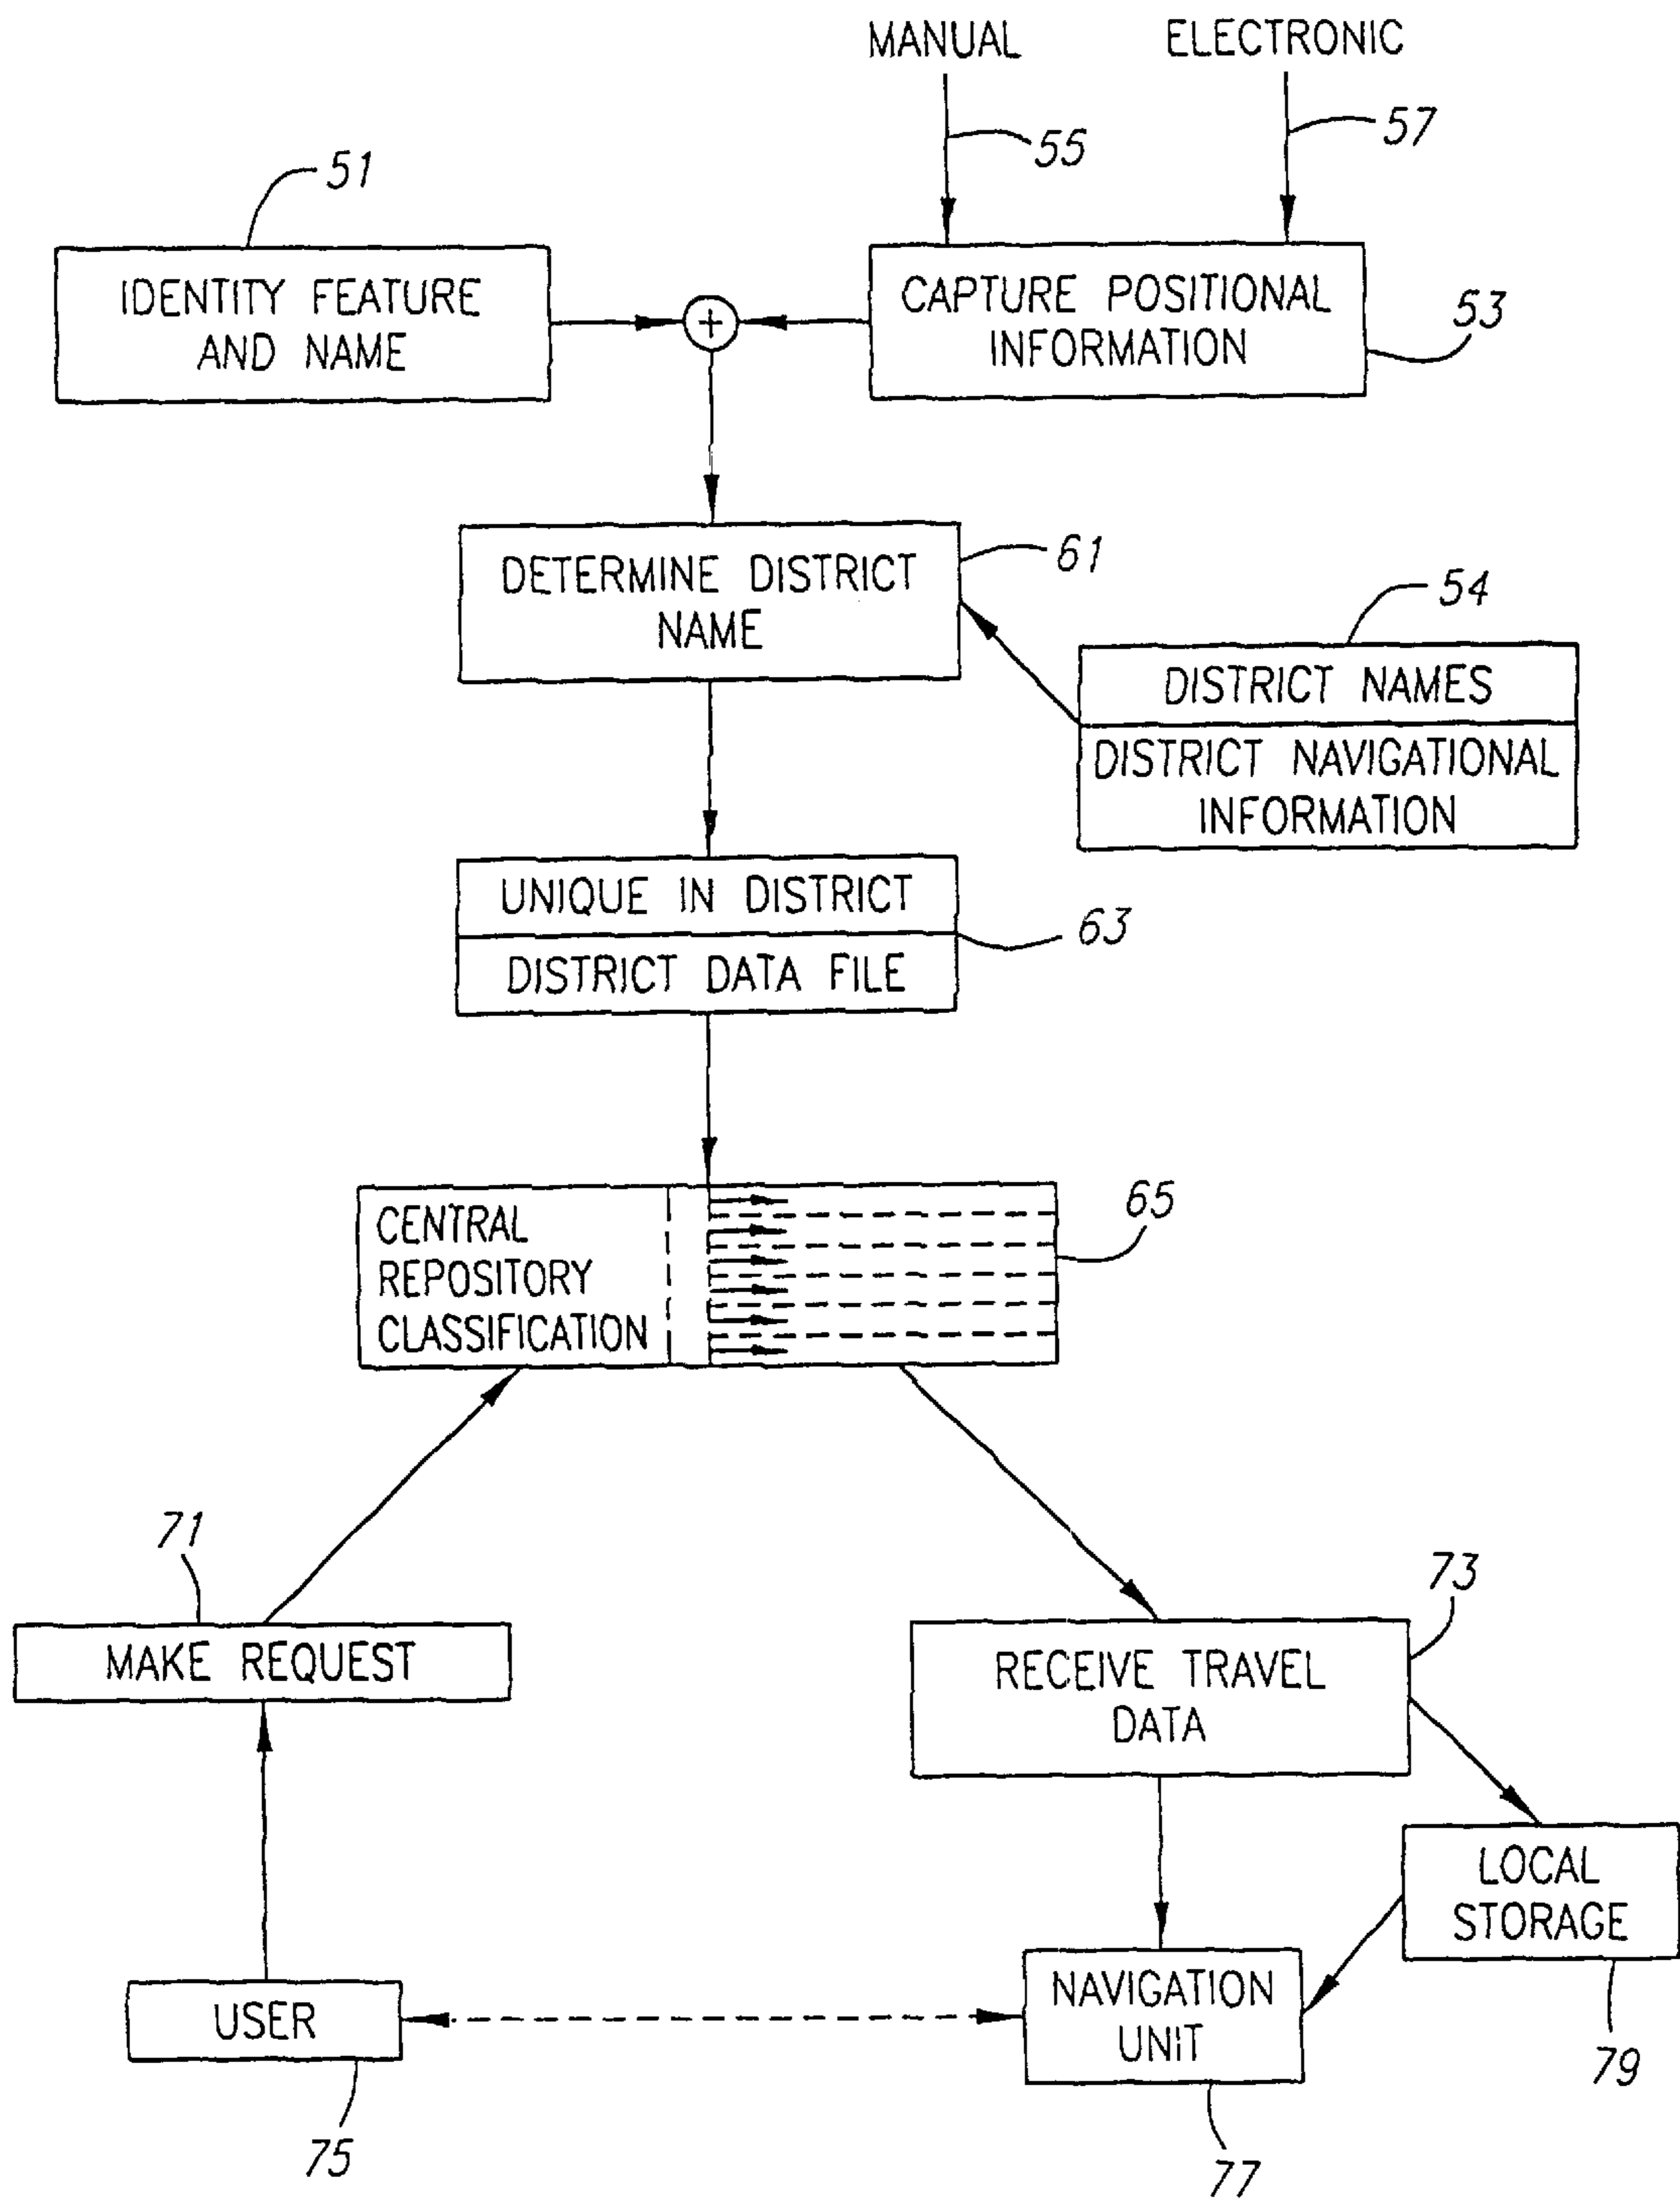 MANUAL
ELECTRONIC
55
57
51
IDENTITY FEATURE
AND NAME
CAPTURE POSITIONAL
INFORMATION
53
+
DETERMINE DISTRICT
NAME
61
54
DISTRICT NAMES
DISTRICT NAVIGATIONAL
INFORMATION
UNIQUE IN DISTRICT
DISTRICT DATA FILE
63
CENTRAL
REPOSITORY
CLASSIFICATION
65
71
MAKE REQUEST
73
RECEIVE TRAVEL
DATA
LOCAL
STORAGE
79
USER
75
NAVIGATION
UNIT
77